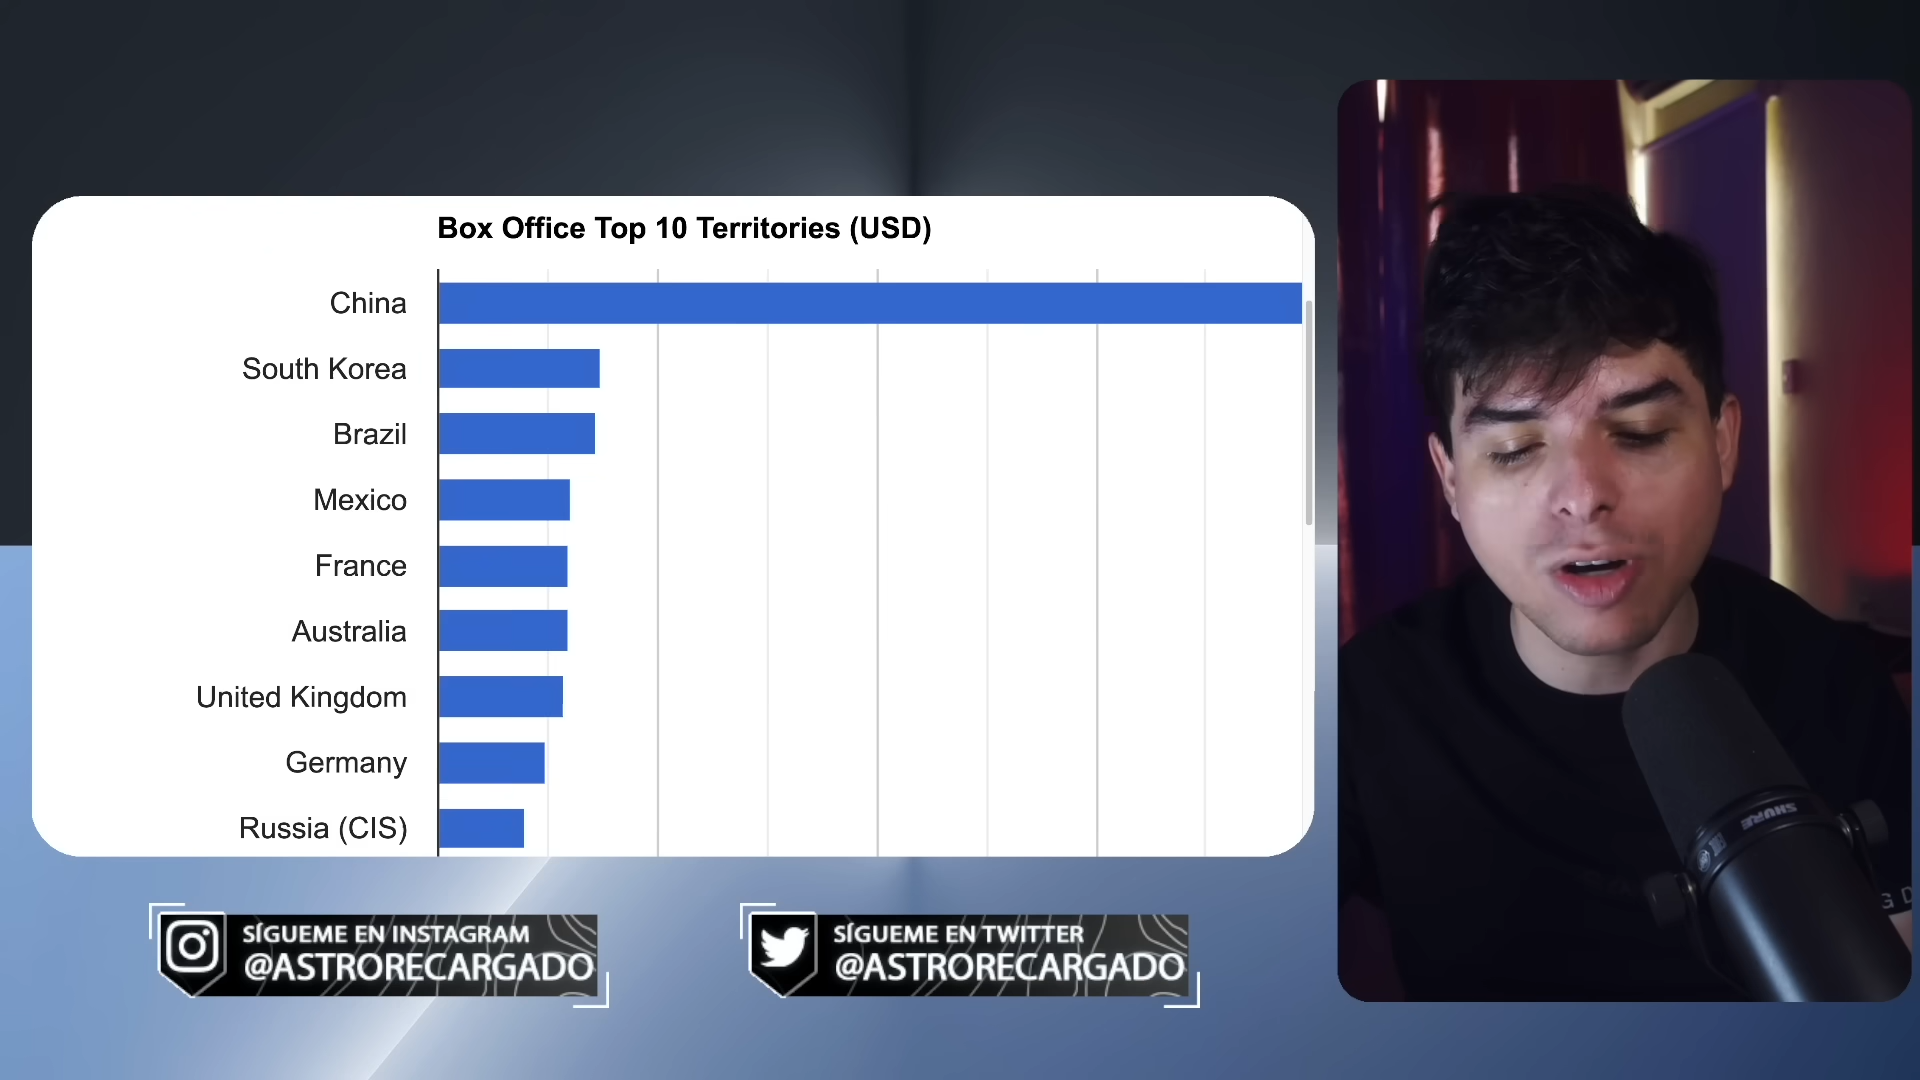 Box Office Top 10 Territories (USD)
China
South Korea
Brazil
Mexico
France
Australia
United Kingdom
Germany
Russia (CIS)
SÍGUEME EN INSTAGRAM
@ASTRORECARGADO
SÍGUEME EN TWITTER
@ASTRORECARGADO
SHURE
G D